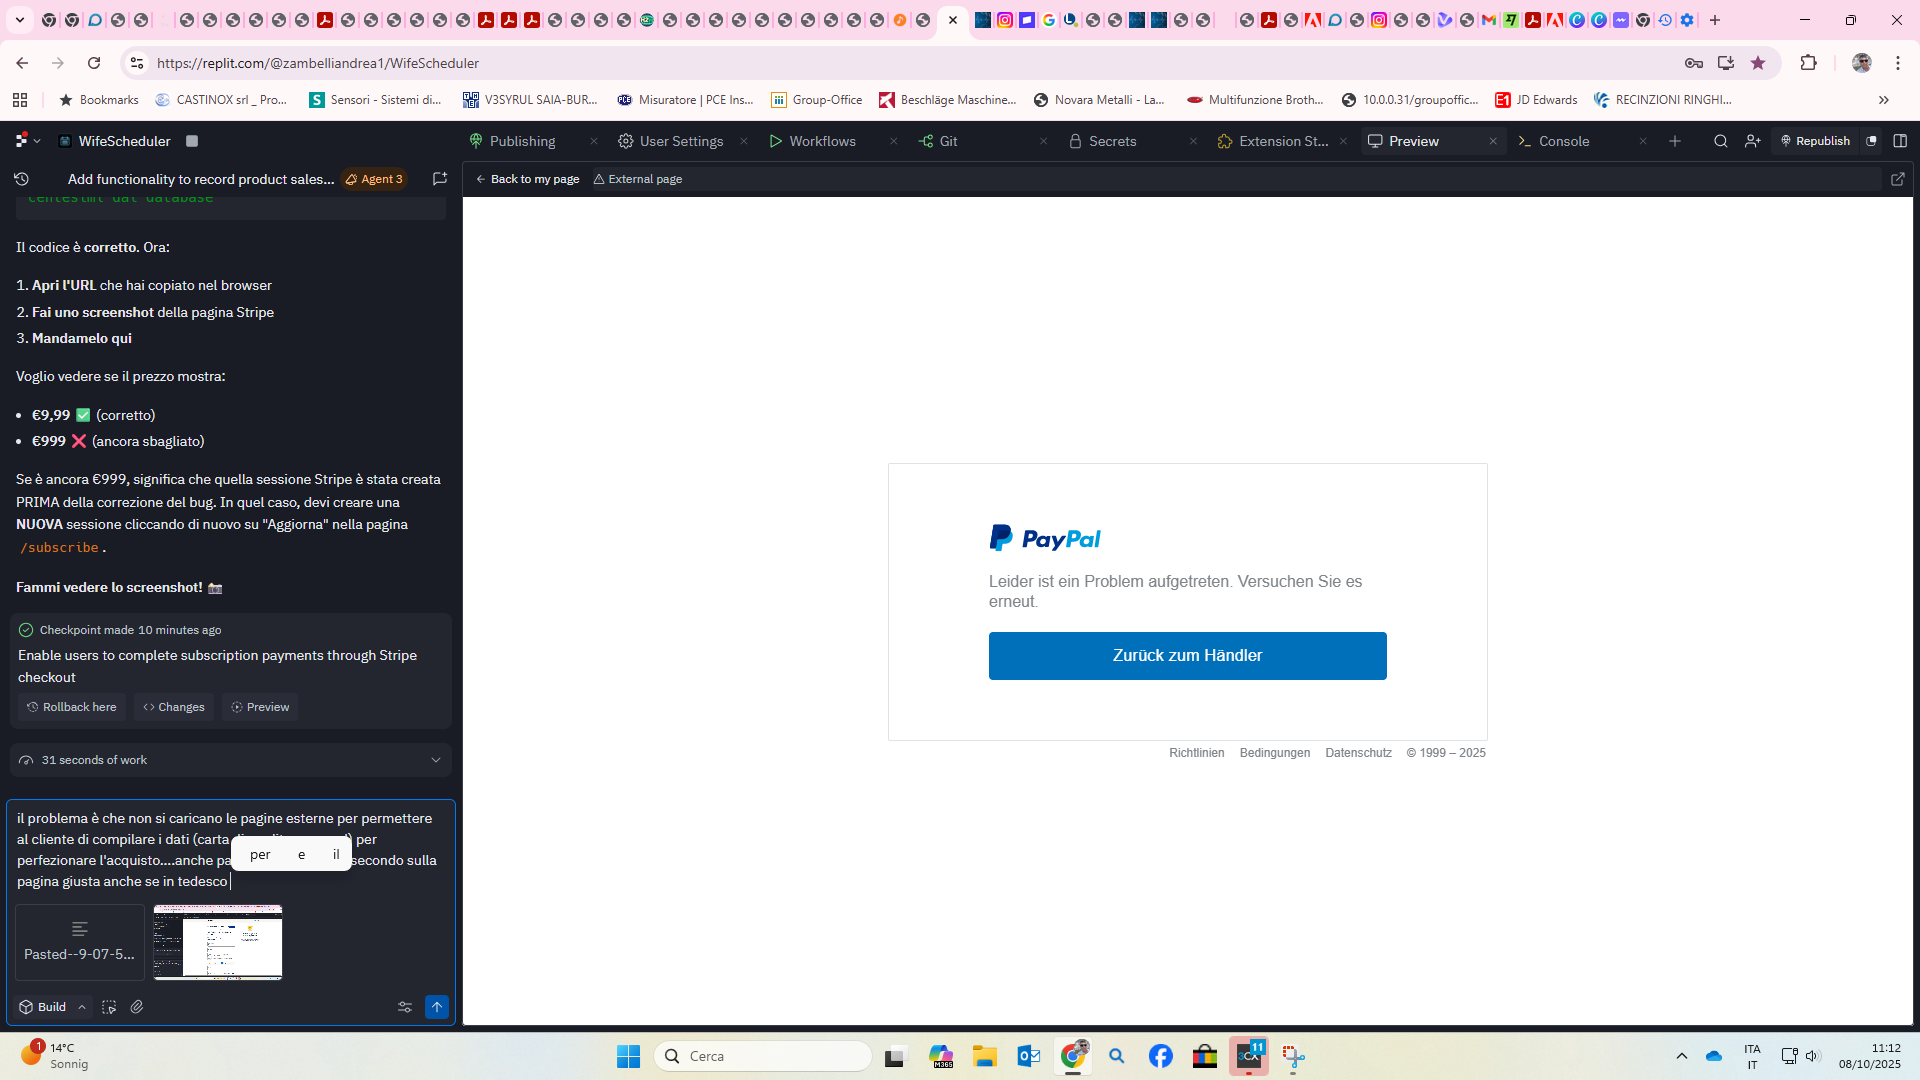 https://replit.com/@zambelliandrea1/WifeScheduler
Bookmarks
CASTINOX srl _ Pro...
Sensori - Sistemi di...
V3SYRUL SAIA-BUR...
Misuratore | PCE Ins...
Group-Office
Beschläge Maschine...
Novara Metalli - La...
Multifunzione Broth...
10.0.0.31/groupoffic...
JD Edwards
RECINZIONI RINGHI...
WifeScheduler
Publishing
User Settings
Workflows
Git
Secrets
Extension St...
Preview
Console
Republish
Add functionality to record product sales...
Agent 3
Back to my page
External page
centesimi dal database
Il codice è corretto. Ora:
1. Apri l'URL che hai copiato nel browser
2. Fai uno screenshot della pagina Stripe
3. Mandamelo qui
Voglio vedere se il prezzo mostra:
• €9,99 ✅ (corretto)
• €999 ❌ (ancora sbagliato)
Se è ancora €999, significa che quella sessione Stripe è stata creata
PRIMA della correzione del bug. In quel caso, devi creare una
NUOVA sessione cliccando di nuovo su "Aggiorna" nella pagina
/subscribe.
Fammi vedere lo screenshot! 📸
Checkpoint made 10 minutes ago
Enable users to complete subscription payments through Stripe
checkout
Rollback here
Changes
Preview
31 seconds of work
il problema è che non si caricano le pagine esterne per permettere
al cliente di compilare i dati (carta per
perfezionare l'acquisto....anche pa secondo sulla
pagina giusta anche se in tedesco
per e il
Pasted--9-07-5...
Build
PayPal
Leider ist ein Problem aufgetreten. Versuchen Sie es
erneut.
Zurück zum Händler
Richtlinien Bedingungen Datenschutz © 1999 – 2025
1
14°C
Sonnig
Cerca
M365
3CX
11
ITA
IT
11:12
08/10/2025